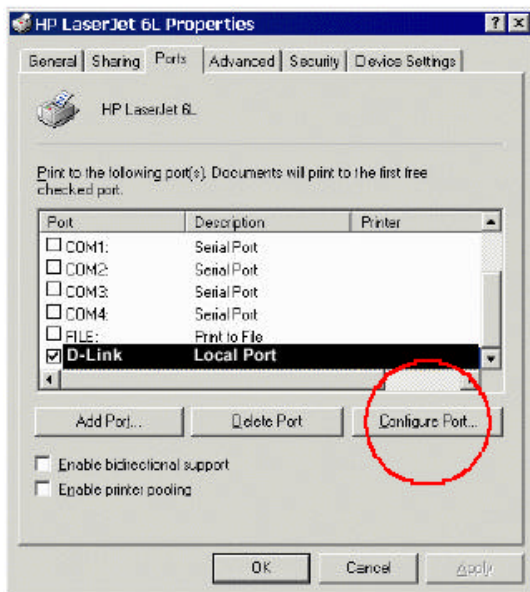 HP LaserJet 6L Properties
General Sharing Ports Advanced Security Device Settings
HP LaserJet 6L
Print to the following port(s). Documents will print to the first free
checked port.
Port Description Printer
COM1: Serial Port
COM2: Serial Port
COM3: Serial Port
COM4: Serial Port
FILE: Print to File
D-Link Local Port
Add Port... Delete Port Configure Port...
Enable bidirectional support
Enable printer pooling
OK Cancel Apply